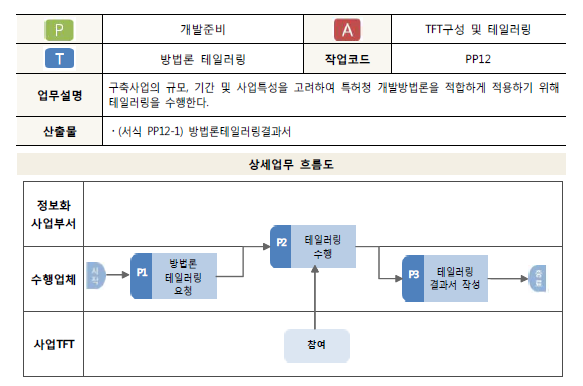 P 개발준비 A TFT구성 및 테일러링
T 방법론 테일러링 작업코드 PP12
업무설명 구축사업의 규모, 기간 및 사업특성을 고려하여 특허청 개발방법론을 적합하게 적용하기 위해
테일러링을 수행한다.
산출물 ・(서식 PP12-1) 방법론테일러링결과서
상세업무 흐름도
정보화
사업부서
수행업체
사업TFT
시작
P1 방법론
테일러링
요청
P2 테일러링
수행
P3 테일러링
결과서 작성
종료
참여